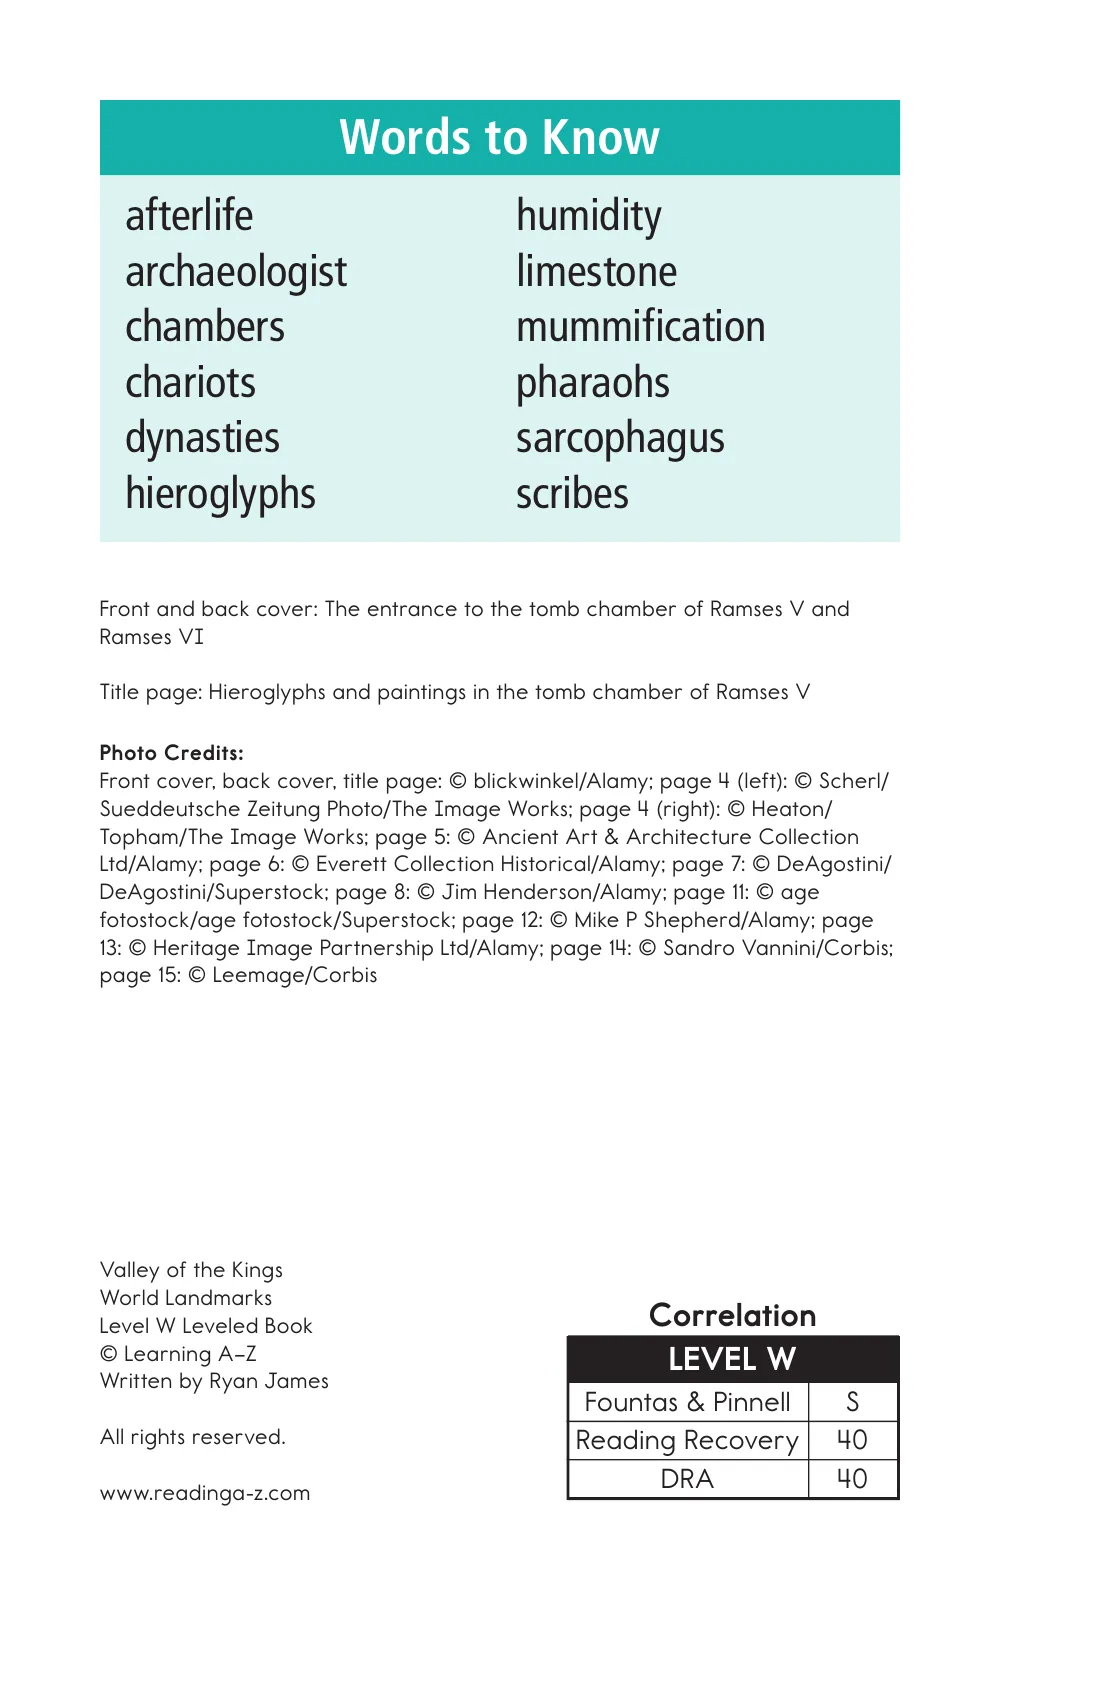 Words to Know
afterlife
archaeologist
chambers
chariots
dynasties
hieroglyphs
humidity
limestone
mummification
pharaohs
sarcophagus
scribes
Front and back cover: The entrance to the tomb chamber of Ramses V and
Ramses VI
Title page: Hieroglyphs and paintings in the tomb chamber of Ramses V
Photo Credits:
Front cover, back cover, title page: © blickwinkel/Alamy; page 4 (left): © Scherl/
Sueddeutsche Zeitung Photo/The Image Works; page 4 (right): © Heaton/
Topham/The Image Works; page 5: © Ancient Art & Architecture Collection
Ltd/Alamy; page 6: © Everett Collection Historical/Alamy; page 7: © DeAgostini/
DeAgostini/Superstock; page 8: © Jim Henderson/Alamy; page 11: © age
fotostock/age fotostock/Superstock; page 12: © Mike P Shepherd/Alamy; page
13: © Heritage Image Partnership Ltd/Alamy; page 14: © Sandro Vannini/Corbis;
page 15: © Leemage/Corbis
Valley of the Kings
World Landmarks
Level W Leveled Book
© Learning A–Z
Written by Ryan James
All rights reserved.
www.readinga-z.com
Correlation
LEVEL W
Fountas & Pinnell S
Reading Recovery 40
DRA 40